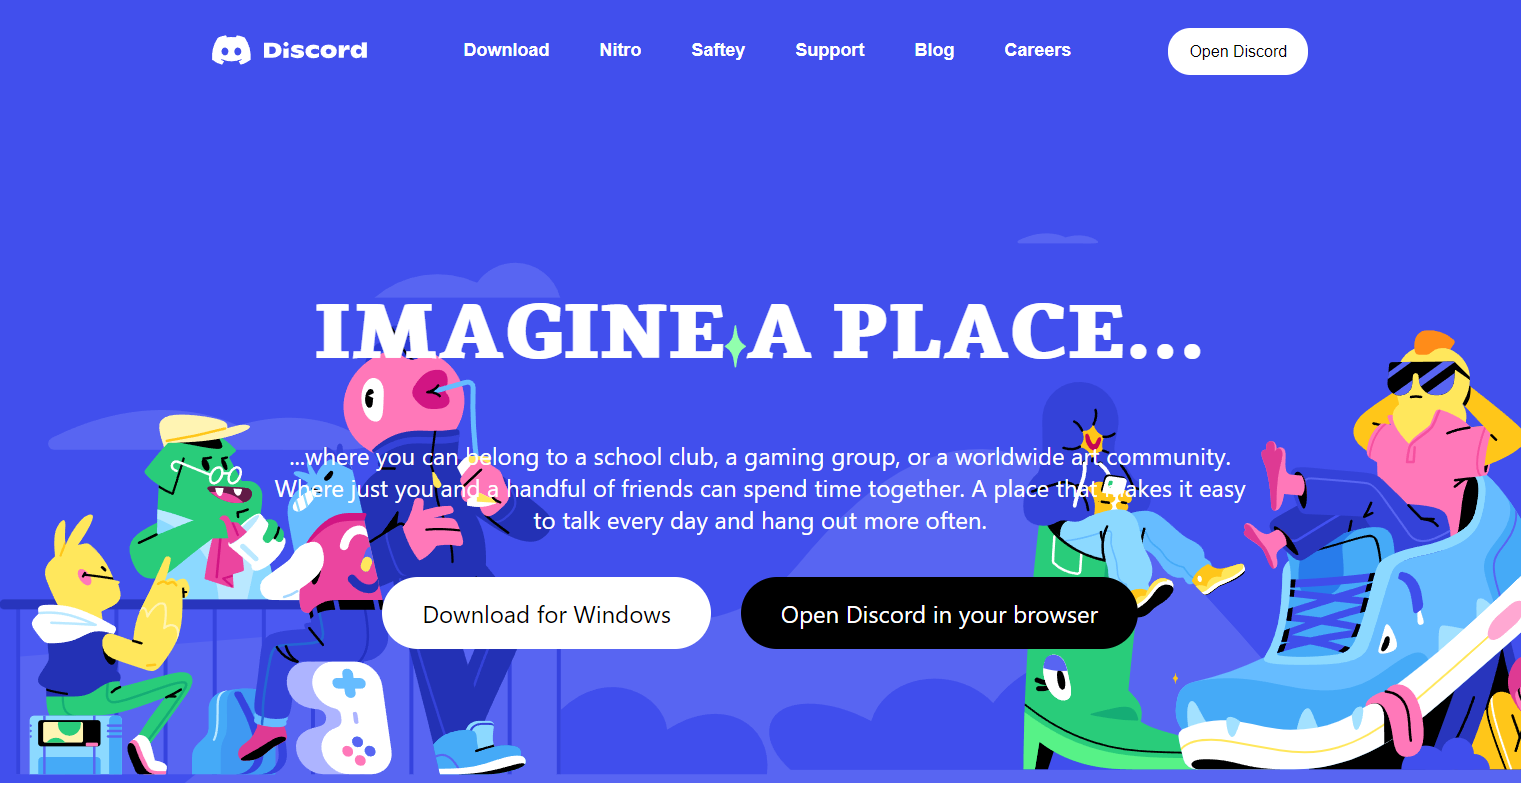 Discord Download Nitro Saftey Support Blog Careers Open Discord
IMAGINE A PLACE...
...where you can belong to a school club, a gaming group, or a worldwide art community.
Where just you and a handful of friends can spend time together. A place that makes it easy
to talk every day and hang out more often.
Download for Windows Open Discord in your browser